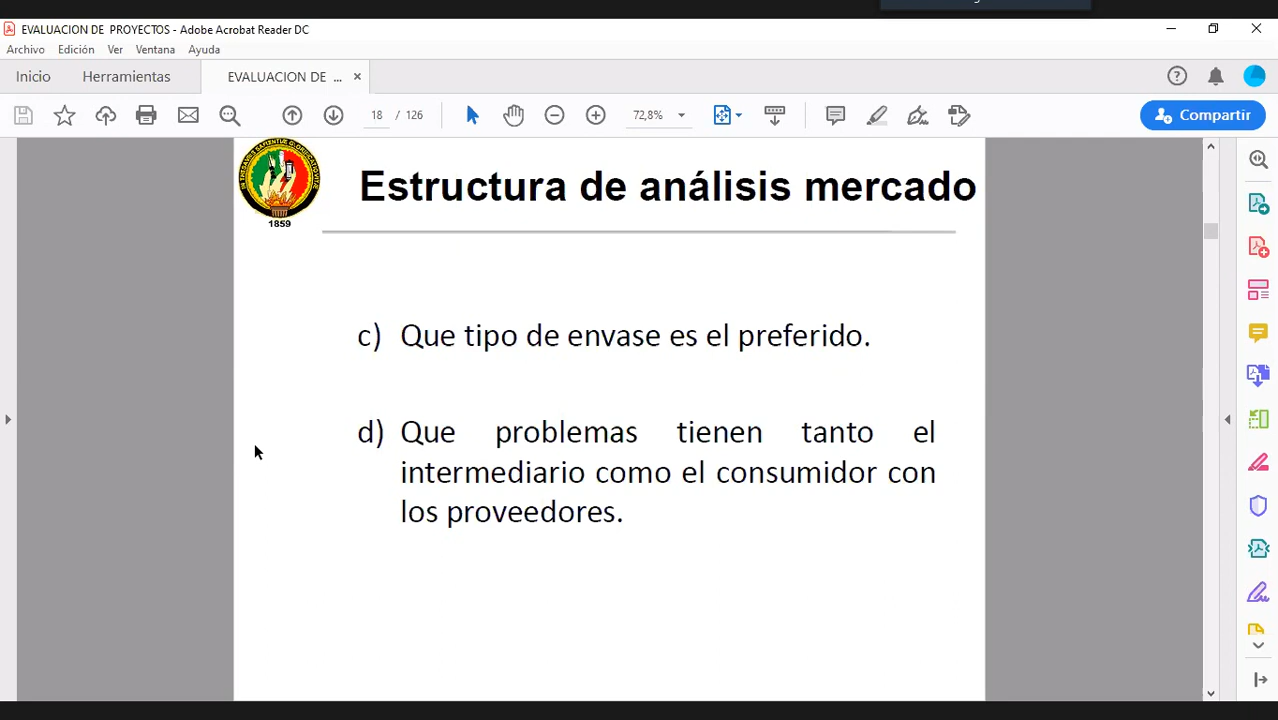 EVALUACION DE PROYECTOS - Adobe Acrobat Reader DC
Archivo Edición Ver Ventana Ayuda
Inicio Herramientas EVALUACION DE ... ×
18 / 126 72,8% Compartir
1859
Estructura de análisis mercado
c) Que tipo de envase es el preferido.
d) Que problemas tienen tanto el
intermediario como el consumidor con
los proveedores.